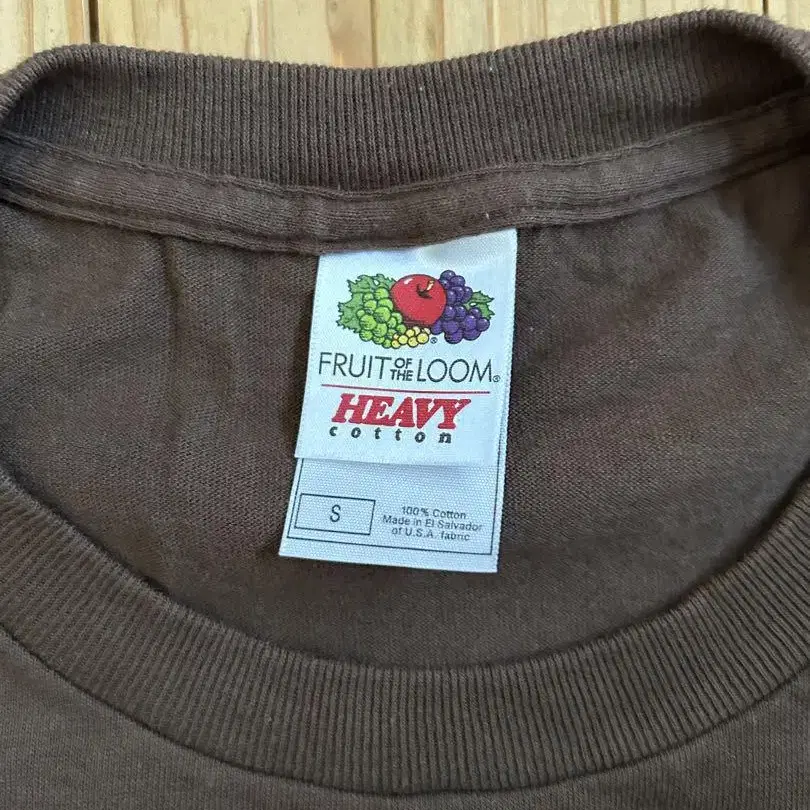 FRUIT OF THE LOOM®
HEAVY
cotton
S
100% Cotton
Made in El Salvador
of U.S.A. fabric